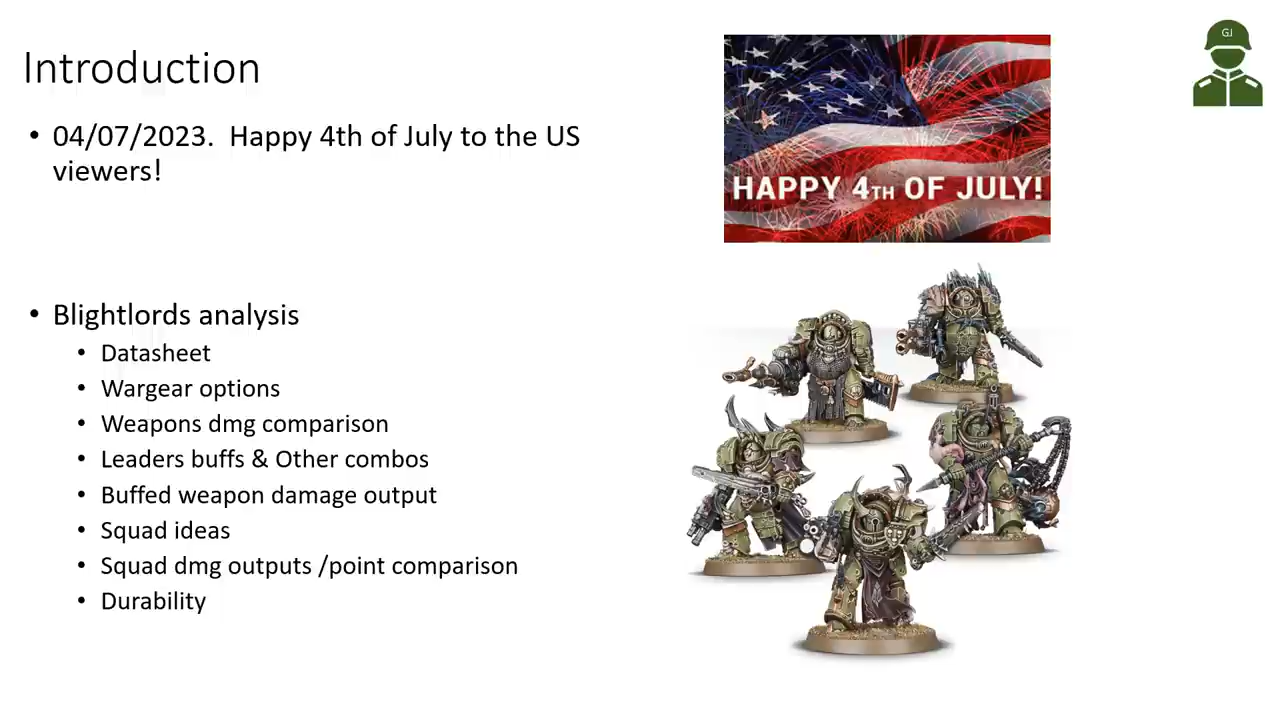 Introduction
• 04/07/2023.  Happy 4th of July to the US
viewers!
HAPPY 4TH OF JULY!
GJ
• Blightlords analysis
• Datasheet
• Wargear options
• Weapons dmg comparison
• Leaders buffs & Other combos
• Buffed weapon damage output
• Squad ideas
• Squad dmg outputs /point comparison
• Durability